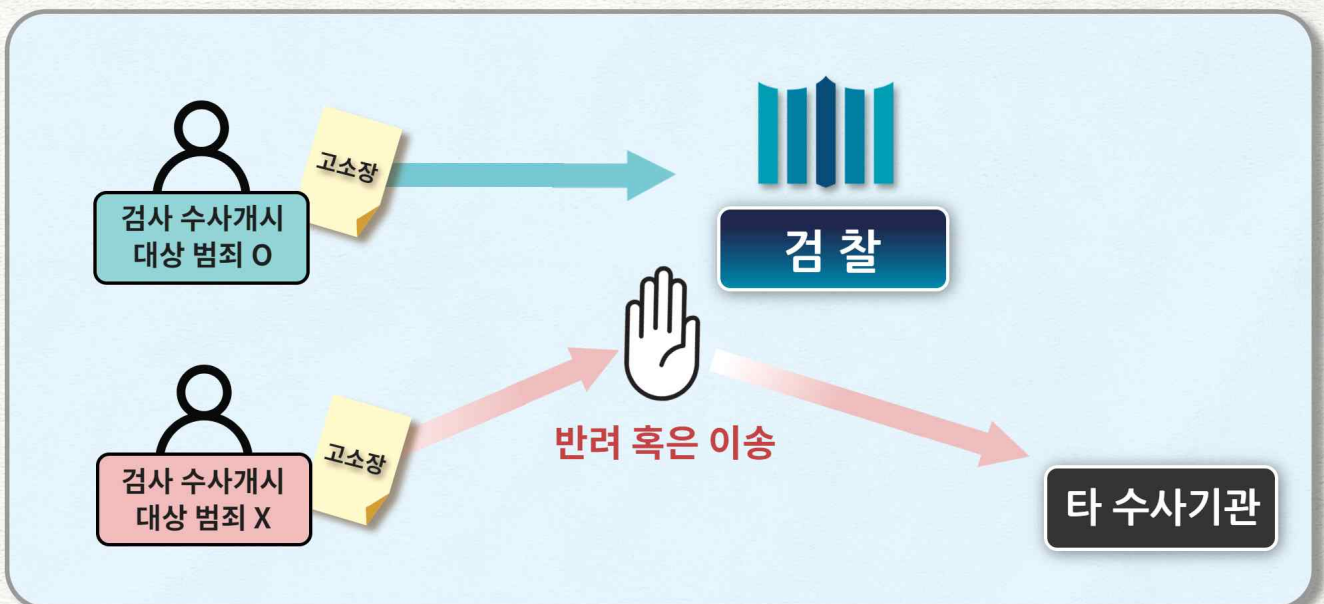 고소장
검사 수사개시
대상 범죄 O
검 찰
반려 혹은 이송
고소장
검사 수사개시
대상 범죄 X
타 수사기관